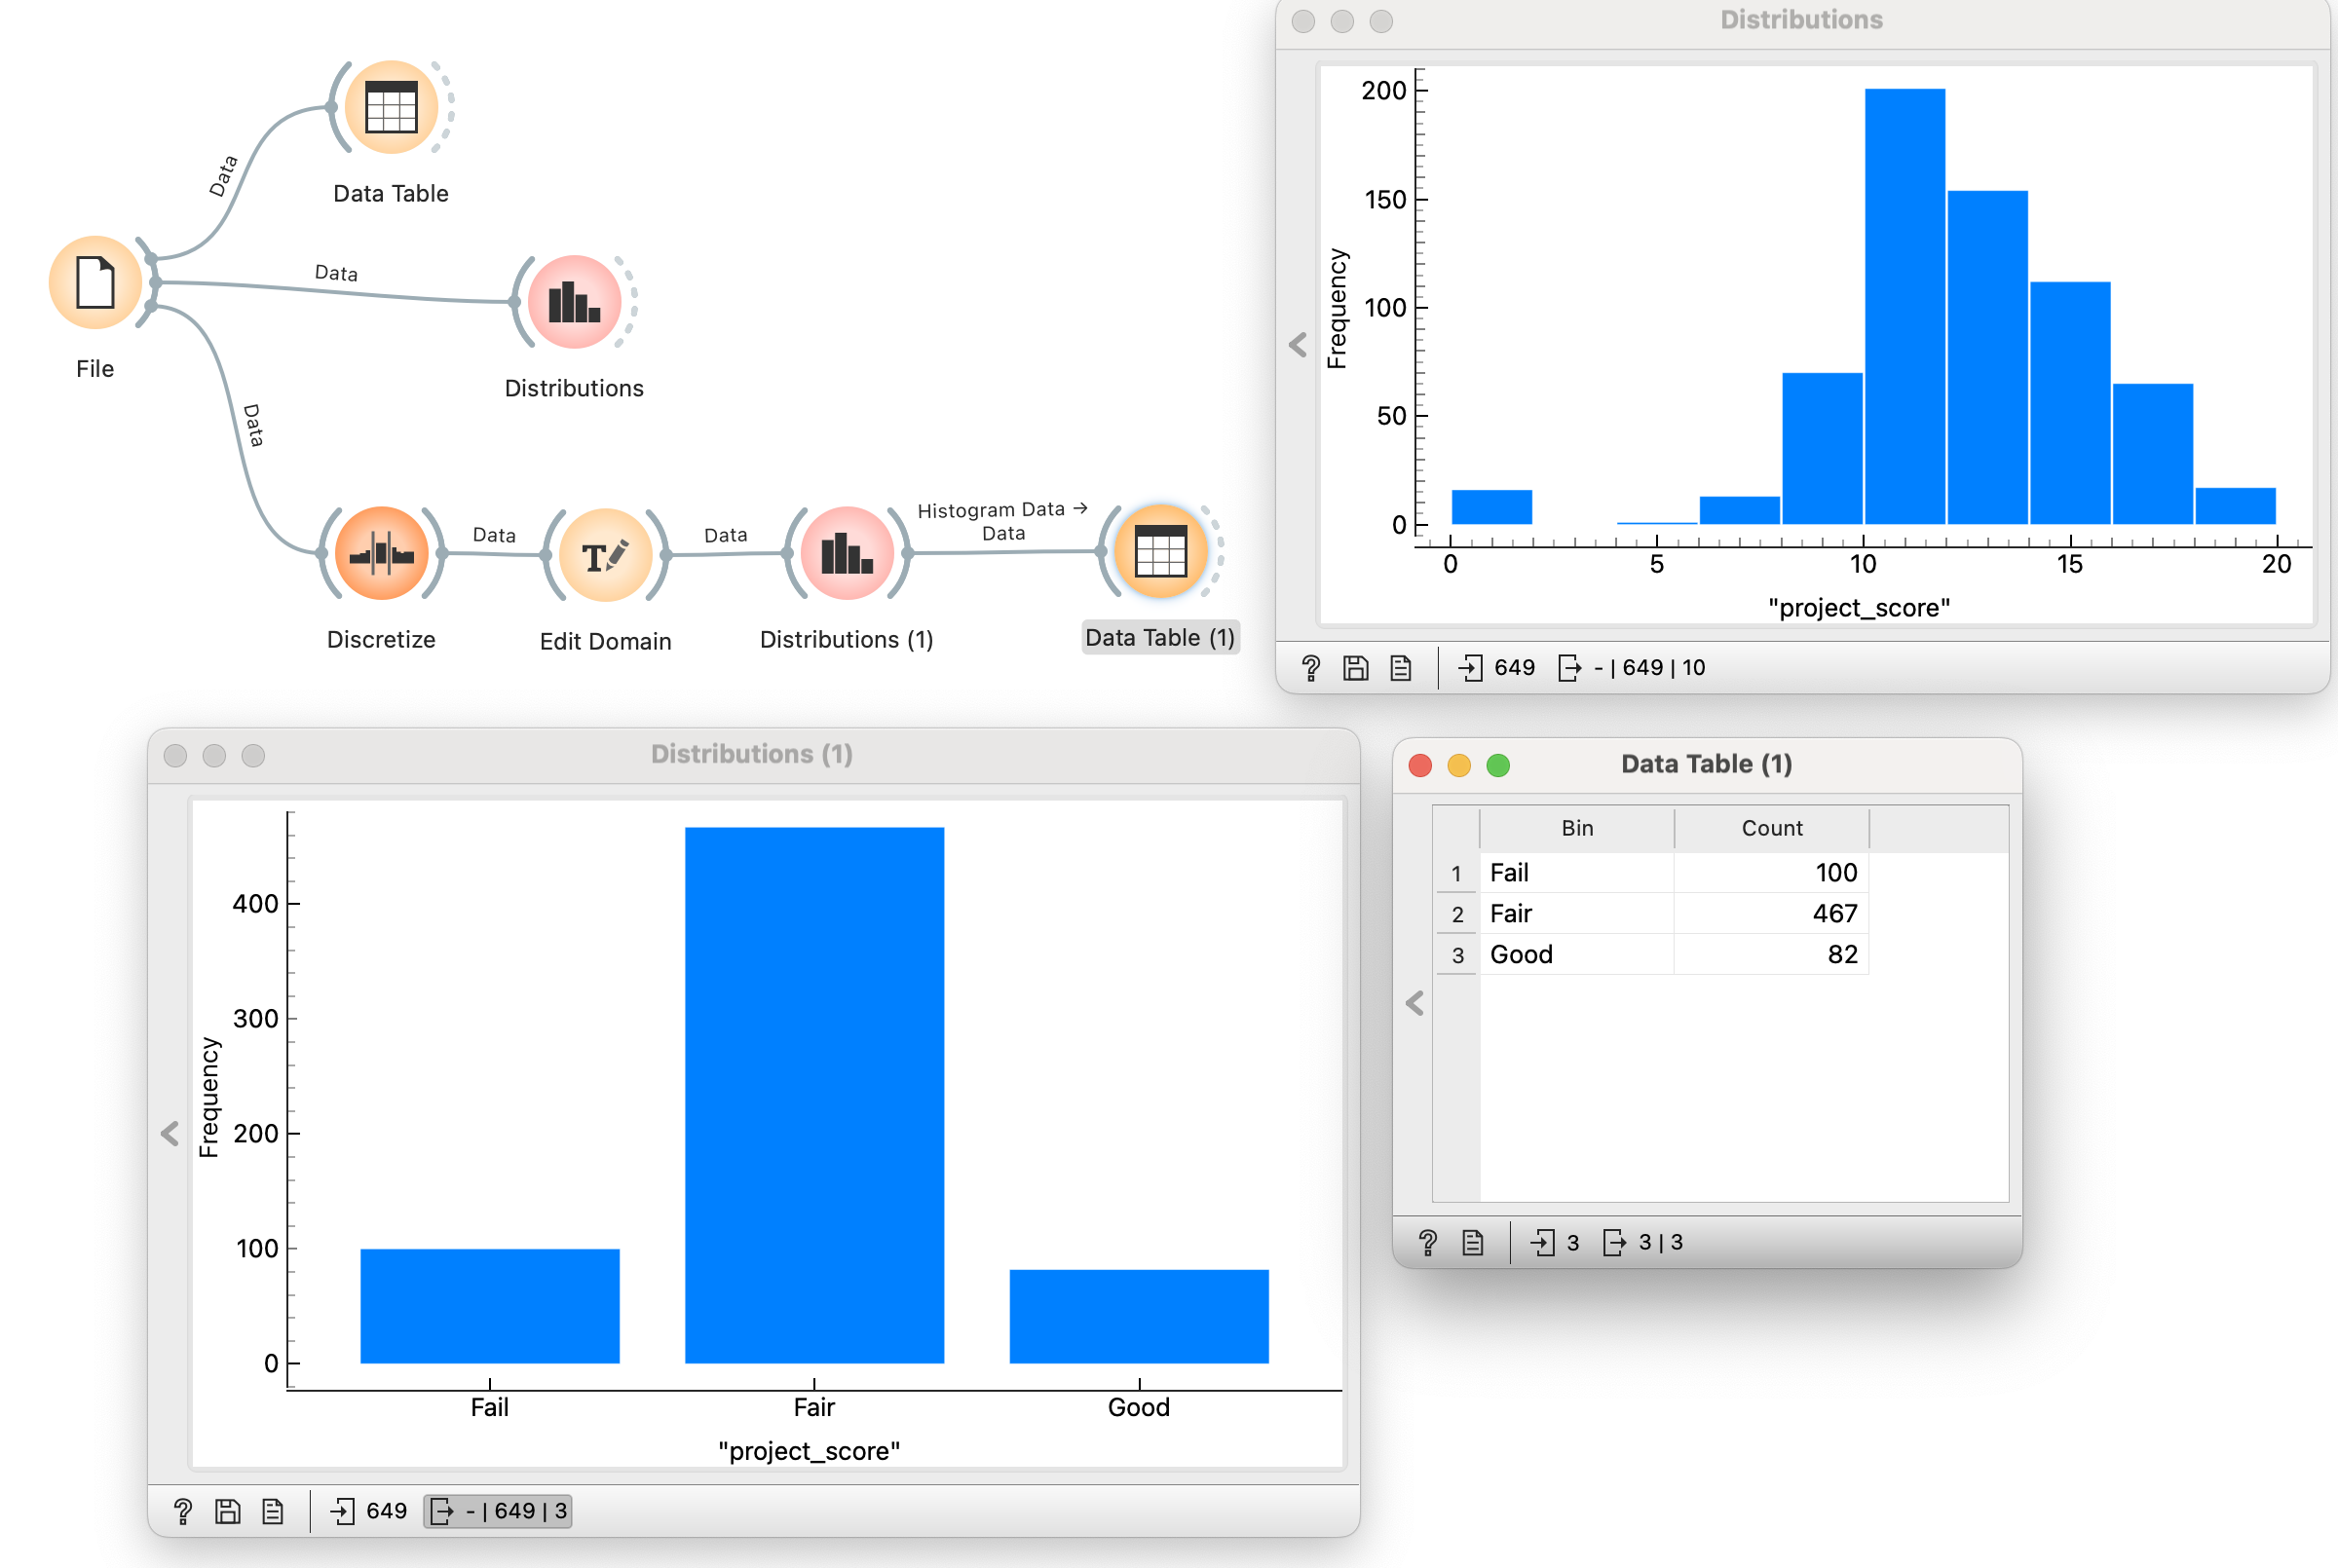 Data Table
Data
File
Data
Distributions
Data
Discretize
Data
Edit Domain
Data
Distributions (1)
Histogram Data →
Data
Data Table (1)
Distributions
Frequency
200
150
100
50
0
0 5 10 15 20
"project_score"
? 649 - | 649 | 10
Distributions (1)
Frequency
400
300
200
100
0
Fail Fair Good
"project_score"
? 649 - | 649 | 3
Data Table (1)
Bin Count
1 Fail 100
2 Fair 467
3 Good 82
? 3 3 | 3